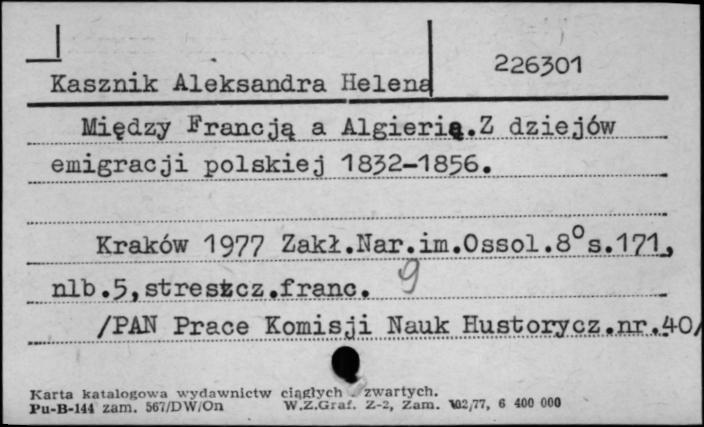 226301
Kasznik Aleksandra Helena
Między Francją a Algierią.Z dziejów
emigracji polskiej 1832-1856.
Kraków 1977 Zakł.Nar.im.Ossol.8° s.171,
nlb.5,streszcz.franc. 9
/PAN Prace Komisji Nauk Hustorycz.nr.40/
Karta katalogowa wydawnictw ciągłych i zwartych.
Pu-B-144 zam. 567/DW/On W.Z.Graf. Z-2, Zam. 102/77, 6 400 000